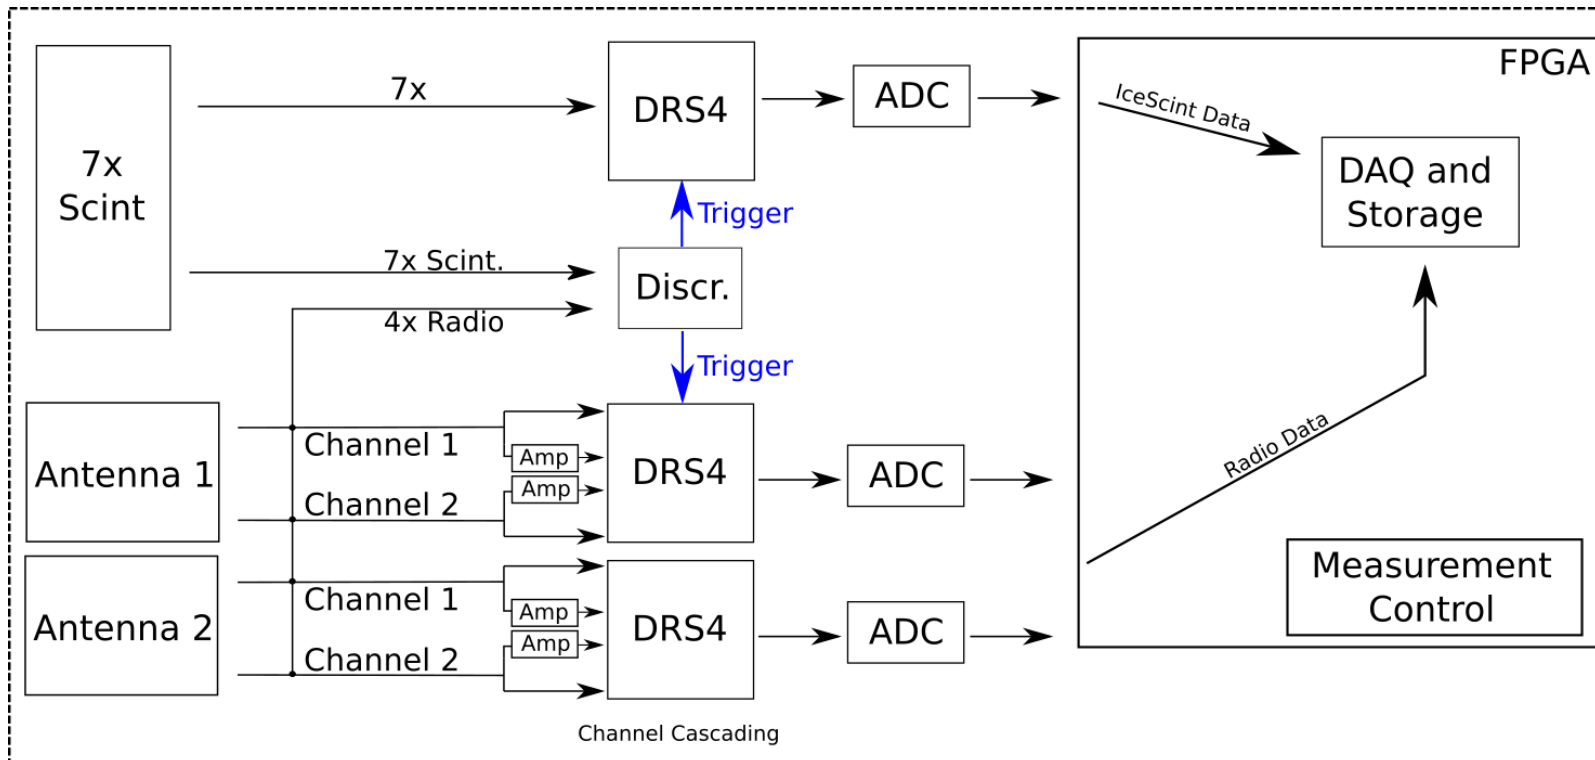 FPGA
7x
DRS4
ADC
IceScint Data
7x
Scint
DAQ and
Storage
Trigger
7x Scint.
Discr.
4x Radio
Trigger
Antenna 1
Channel 1
Amp
Channel 2
Amp
DRS4
ADC
Radio Data
Antenna 2
Channel 1
Amp
Channel 2
Amp
DRS4
ADC
Measurement
Control
Channel Cascading